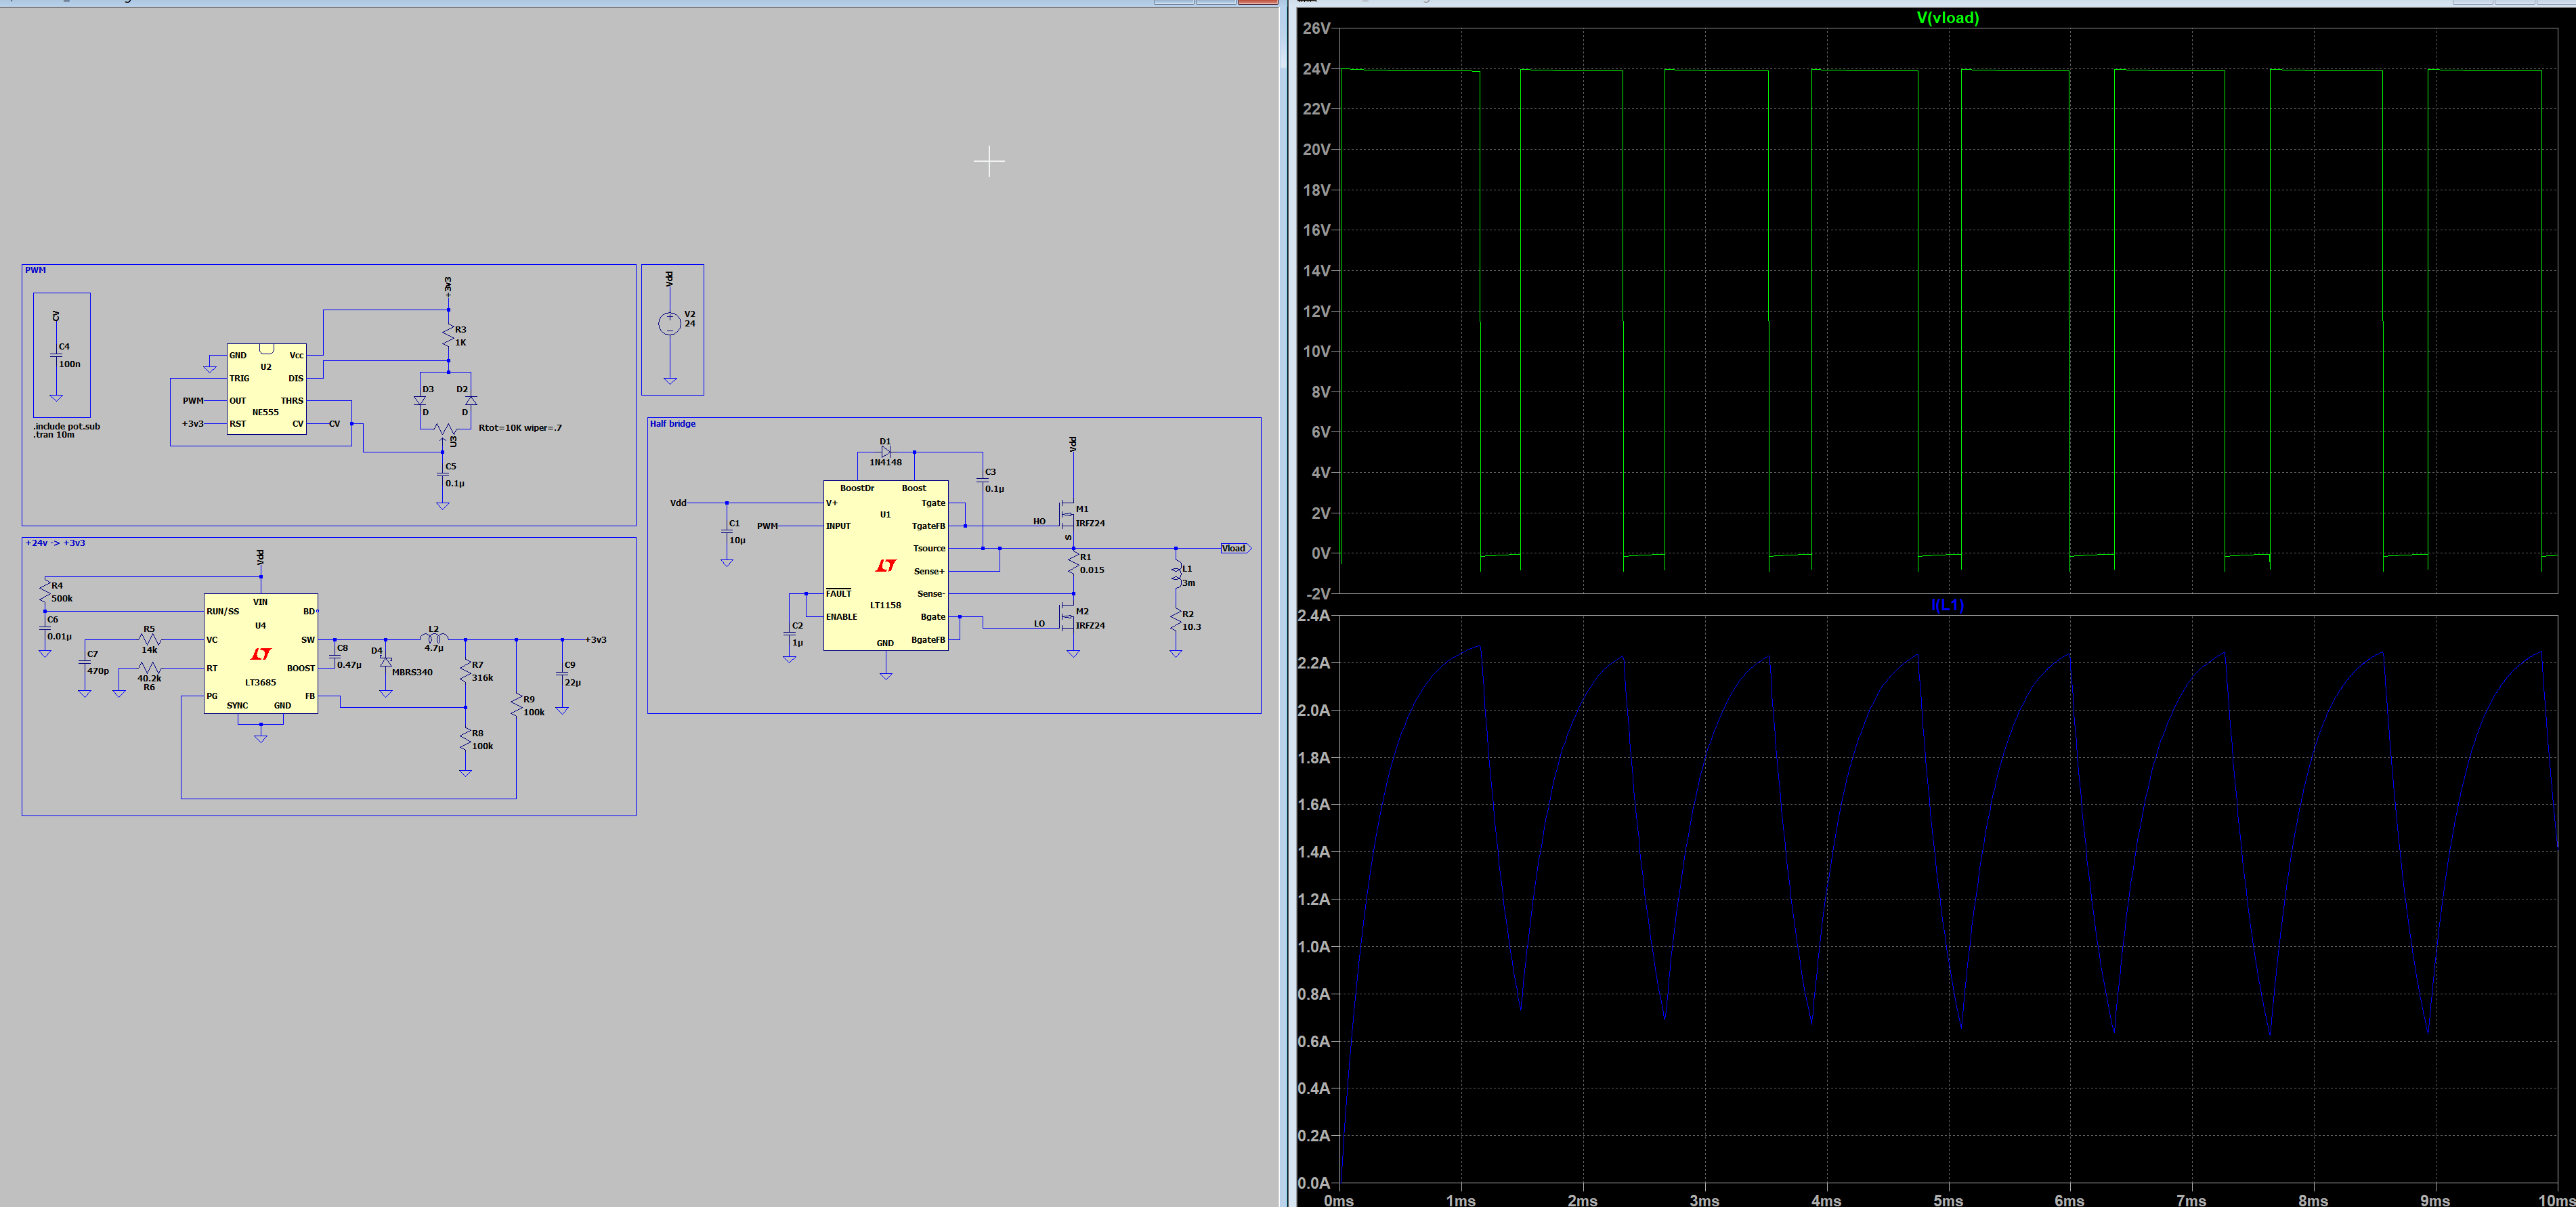 PWM
CV
C4
100n
.include pot.sub
.tran 10m
+3v3
R3
1K
GND
Vcc
U2
TRIG
DIS
PWM
OUT
THRS
NE555
+3v3
RST
CV
CV
D3
D2
D
D
U3
Rtot=10K wiper=.7
C5
0.1µ
Vdd
V2
24
+24v -> +3v3
Vdd
R4
500k
C6
0.01µ
RUN/SS
VIN
BD
U4
R5
14k
VC
SW
C7
470p
40.2k
R6
RT
BOOST
LT3685
PG
FB
SYNC
GND
C8
0.47µ
D4
MBRS340
L2
4.7µ
+3v3
R7
316k
R9
100k
C9
22µ
R8
100k
Half bridge
D1
1N4148
C3
0.1µ
Vdd
BoostDr
Boost
Vdd
V+
Tgate
U1
C1
10µ
PWM
INPUT
TgateFB
HO
M1
IRFZ24
S
Tsource
Vload
R1
0.015
Sense+
L1
3m
FAULT
Sense-
LT1158
C2
1µ
ENABLE
Bgate
LO
M2
IRFZ24
R2
10.3
GND
BgateFB
V(vload)
26V
24V
22V
20V
18V
16V
14V
12V
10V
8V
6V
4V
2V
0V
-2V
I(L1)
2.4A
2.2A
2.0A
1.8A
1.6A
1.4A
1.2A
1.0A
0.8A
0.6A
0.4A
0.2A
0.0A
0ms 1ms 2ms 3ms 4ms 5ms 6ms 7ms 8ms 9ms 10ms